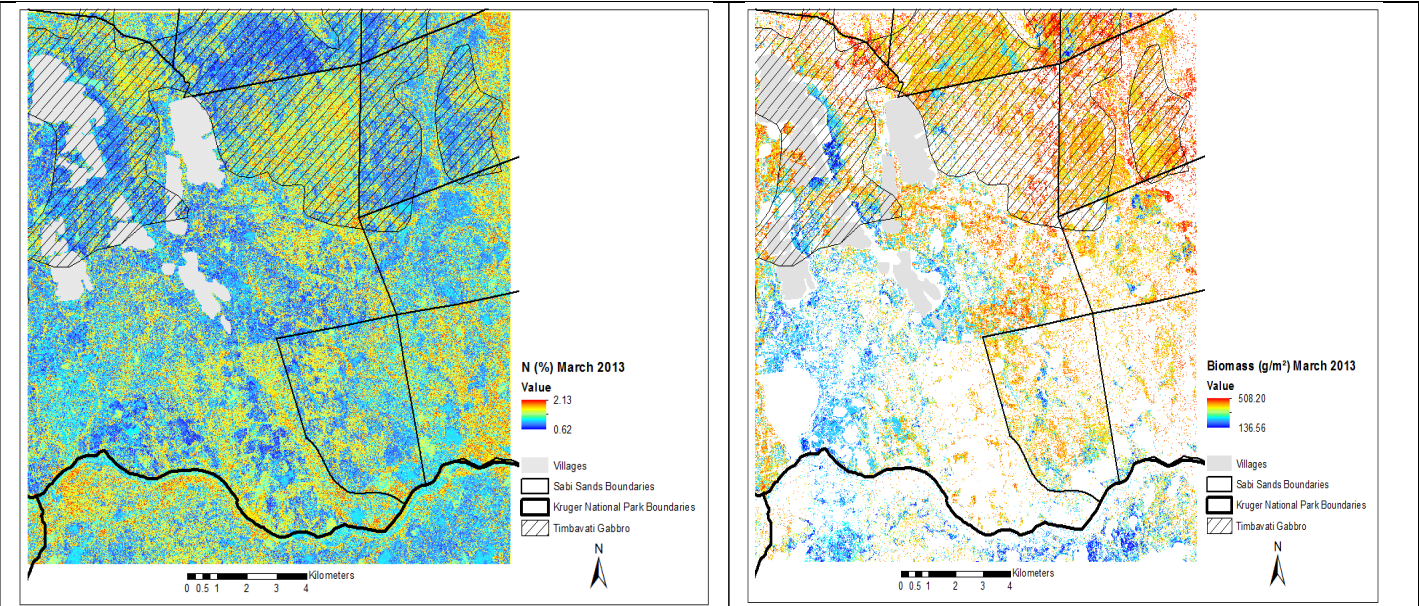 N (%) March 2013
Value
2.13
0.62
Villages
Sabi Sands Boundaries
Kruger National Park Boundaries
Timbavati Gabbro
N
Kilometers
0 0.5 1 2 3 4
Biomass (g/m²) March 2013
Value
508.20
136.56
Villages
Sabi Sands Boundaries
Kruger National Park Boundaries
Timbavati Gabbro
N
Kilometers
0 0.5 1 2 3 4